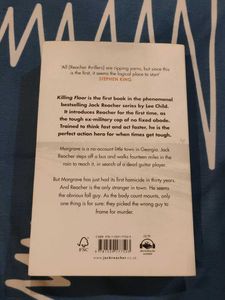 'All [Reacher thrillers] are ripping yarns, but since this
is the first, it seems the logical place to start'
STEPHEN KING
Killing Floor is the first book in the phenomenal
bestselling Jack Reacher series by Lee Child. It
introduces Reacher for the first time, as
the tough ex-military cop of no fixed abode.
Trained to think fast and act faster, he is the
perfect action hero for when times get tough.
Margrave is a no-account little town in Georgia. Jack
Reacher steps off a bus and walks fourteen miles in the
rain to reach it, in search of a dead guitar player.
But Margrave has just had its first homicide in thirty years.
And Reacher is the only stranger in town. He seems
the obvious fall guy. As the body count mounts, only
one thing is for sure: they picked the wrong guy to
frame for murder.
FSC
www.jackreacher.co.uk